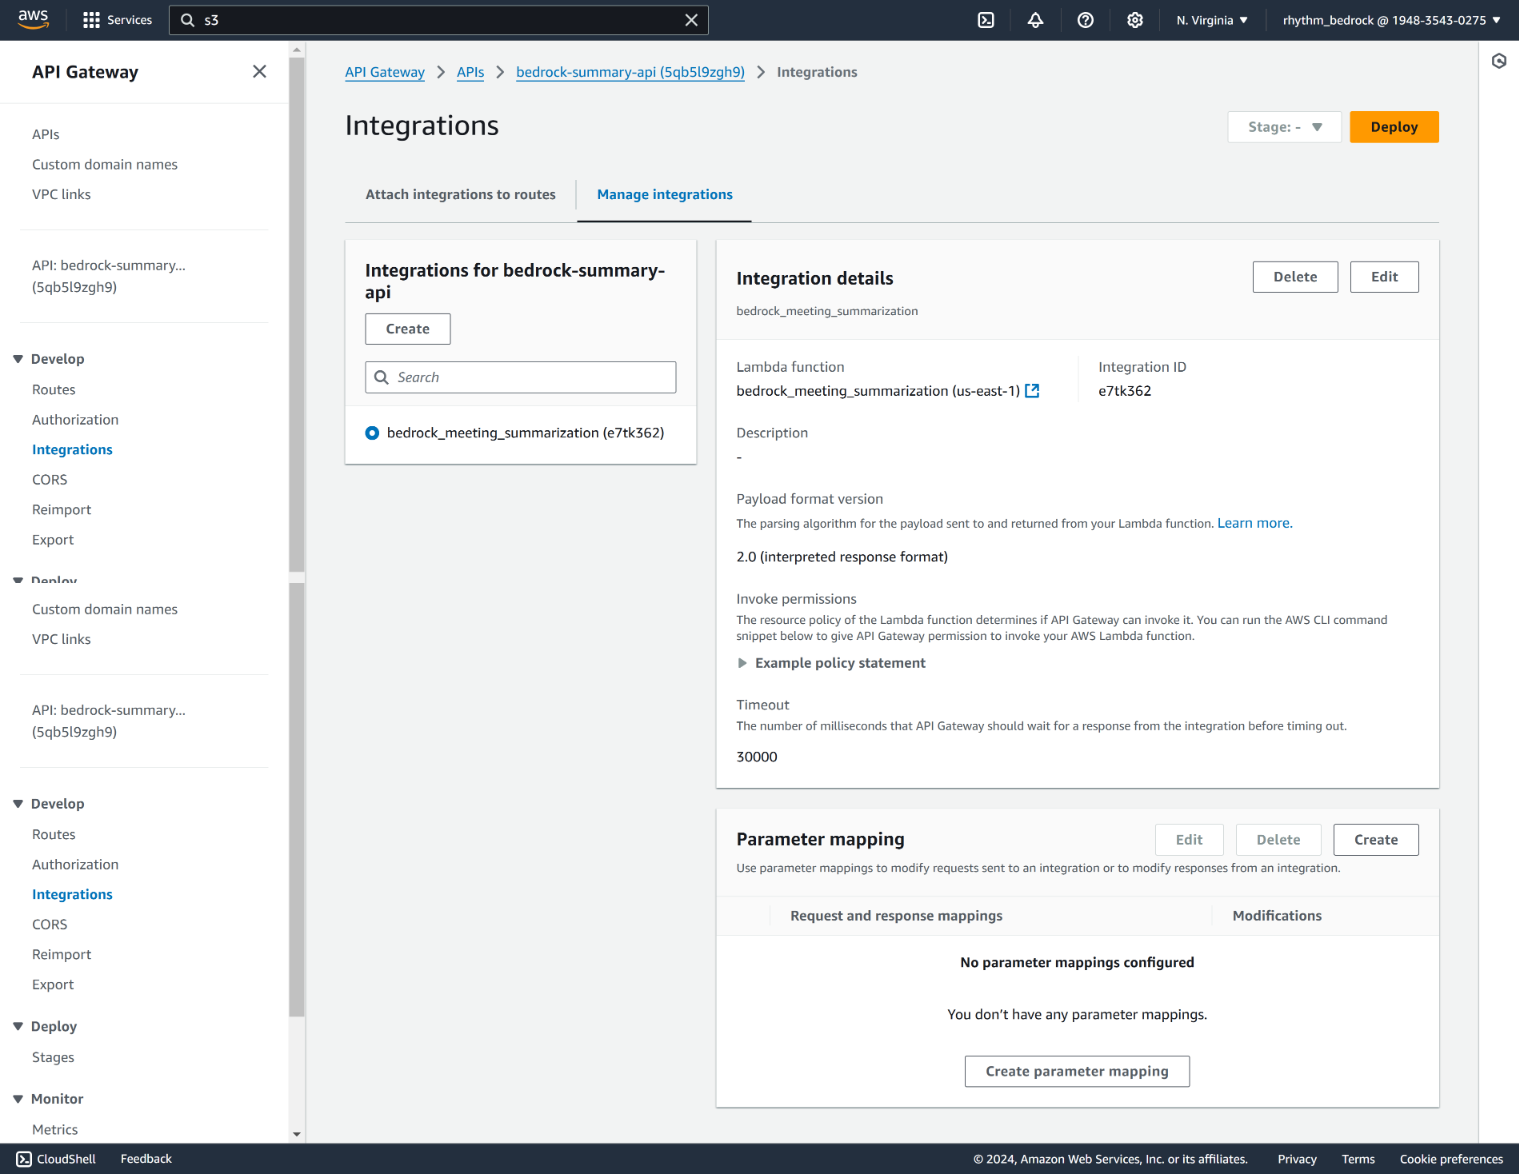 aws
Services
s3
N. Virginia ▼
rhythm_bedrock @ 1948-3543-0275 ▼
API Gateway
APIs
Custom domain names
VPC links
API: bedrock-summary...
(5qb5l9zgh9)
Develop
Routes
Authorization
Integrations
CORS
Reimport
Export
Deploy
Custom domain names
VPC links
API: bedrock-summary...
(5qb5l9zgh9)
Develop
Routes
Authorization
Integrations
CORS
Reimport
Export
Deploy
Stages
Monitor
Metrics
API Gateway > APIs > bedrock-summary-api (5qb5l9zgh9) > Integrations
Integrations
Stage: - ▼
Deploy
Attach integrations to routes
Manage integrations
Integrations for bedrock-summary-
api
Create
Search
bedrock_meeting_summarization (e7tk362)
Integration details
Delete
Edit
bedrock_meeting_summarization
Lambda function
bedrock_meeting_summarization (us-east-1)
Integration ID
e7tk362
Description
-
Payload format version
The parsing algorithm for the payload sent to and returned from your Lambda function. Learn more.
2.0 (interpreted response format)
Invoke permissions
The resource policy of the Lambda function determines if API Gateway can invoke it. You can run the AWS CLI command
snippet below to give API Gateway permission to invoke your AWS Lambda function.
Example policy statement
Timeout
The number of milliseconds that API Gateway should wait for a response from the integration before timing out.
30000
Parameter mapping
Edit
Delete
Create
Use parameter mappings to modify requests sent to an integration or to modify responses from an integration.
Request and response mappings
Modifications
No parameter mappings configured
You don't have any parameter mappings.
Create parameter mapping
CloudShell
Feedback
© 2024, Amazon Web Services, Inc. or its affiliates.
Privacy
Terms
Cookie preferences